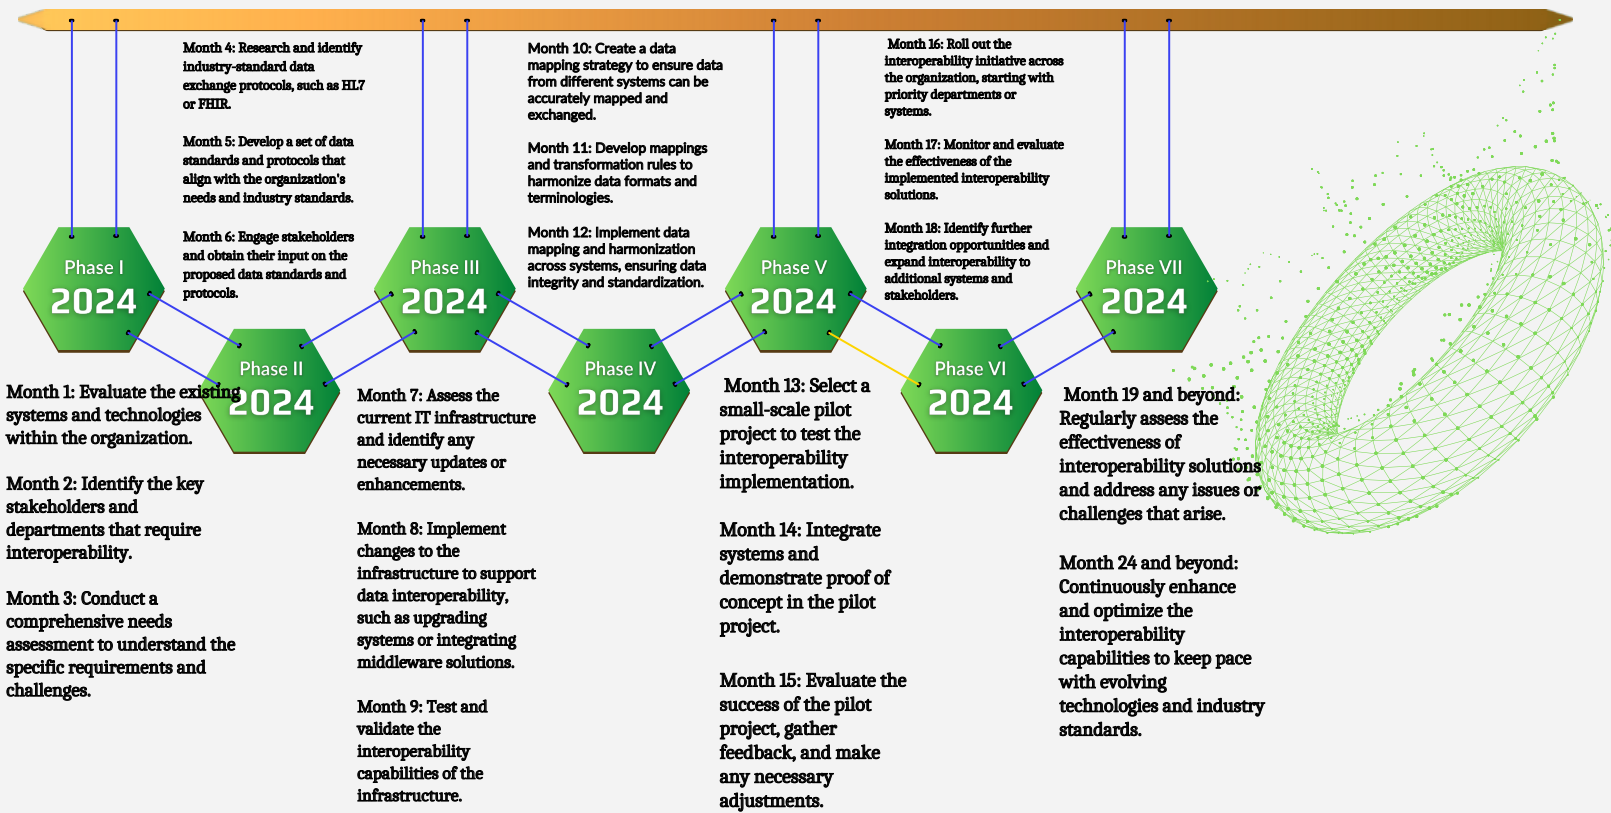 Phase I
2024
Month 1: Evaluate the existing
systems and technologies
within the organization.
Month 2: Identify the key
stakeholders and
departments that require
interoperability.
Month 3: Conduct a
comprehensive needs
assessment to understand the
specific requirements and
challenges.
Month 4: Research and identify
industry-standard data
exchange protocols, such as HL7
or FHIR.
Month 5: Develop a set of data
standards and protocols that
align with the organization's
needs and industry standards.
Month 6: Engage stakeholders
and obtain their input on the
proposed data standards and
protocols.
Phase II
2024
Phase III
2024
Month 7: Assess the
current IT infrastructure
and identify any
necessary updates or
enhancements.
Month 8: Implement
changes to the
infrastructure to support
data interoperability,
such as upgrading
systems or integrating
middleware solutions.
Month 9: Test and
validate the
interoperability
capabilities of the
infrastructure.
Month 10: Create a data
mapping strategy to ensure data
from different systems can be
accurately mapped and
exchanged.
Month 11: Develop mappings
and transformation rules to
harmonize data formats and
terminologies.
Month 12: Implement data
mapping and harmonization
across systems, ensuring data
integrity and standardization.
Phase IV
2024
Phase V
2024
Month 13: Select a
small-scale pilot
project to test the
interoperability
implementation.
Month 14: Integrate
systems and
demonstrate proof of
concept in the pilot
project.
Month 15: Evaluate the
success of the pilot
project, gather
feedback, and make
any necessary
adjustments.
Month 16: Roll out the
interoperability initiative across
the organization, starting with
priority departments or
systems.
Month 17: Monitor and evaluate
the effectiveness of the
implemented interoperability
solutions.
Month 18: Identify further
integration opportunities and
expand interoperability to
additional systems and
stakeholders.
Phase VI
2024
Phase VII
2024
Month 19 and beyond:
Regularly assess the
effectiveness of
interoperability solutions
and address any issues or
challenges that arise.
Month 24 and beyond:
Continuously enhance
and optimize the
interoperability
capabilities to keep pace
with evolving
technologies and industry
standards.